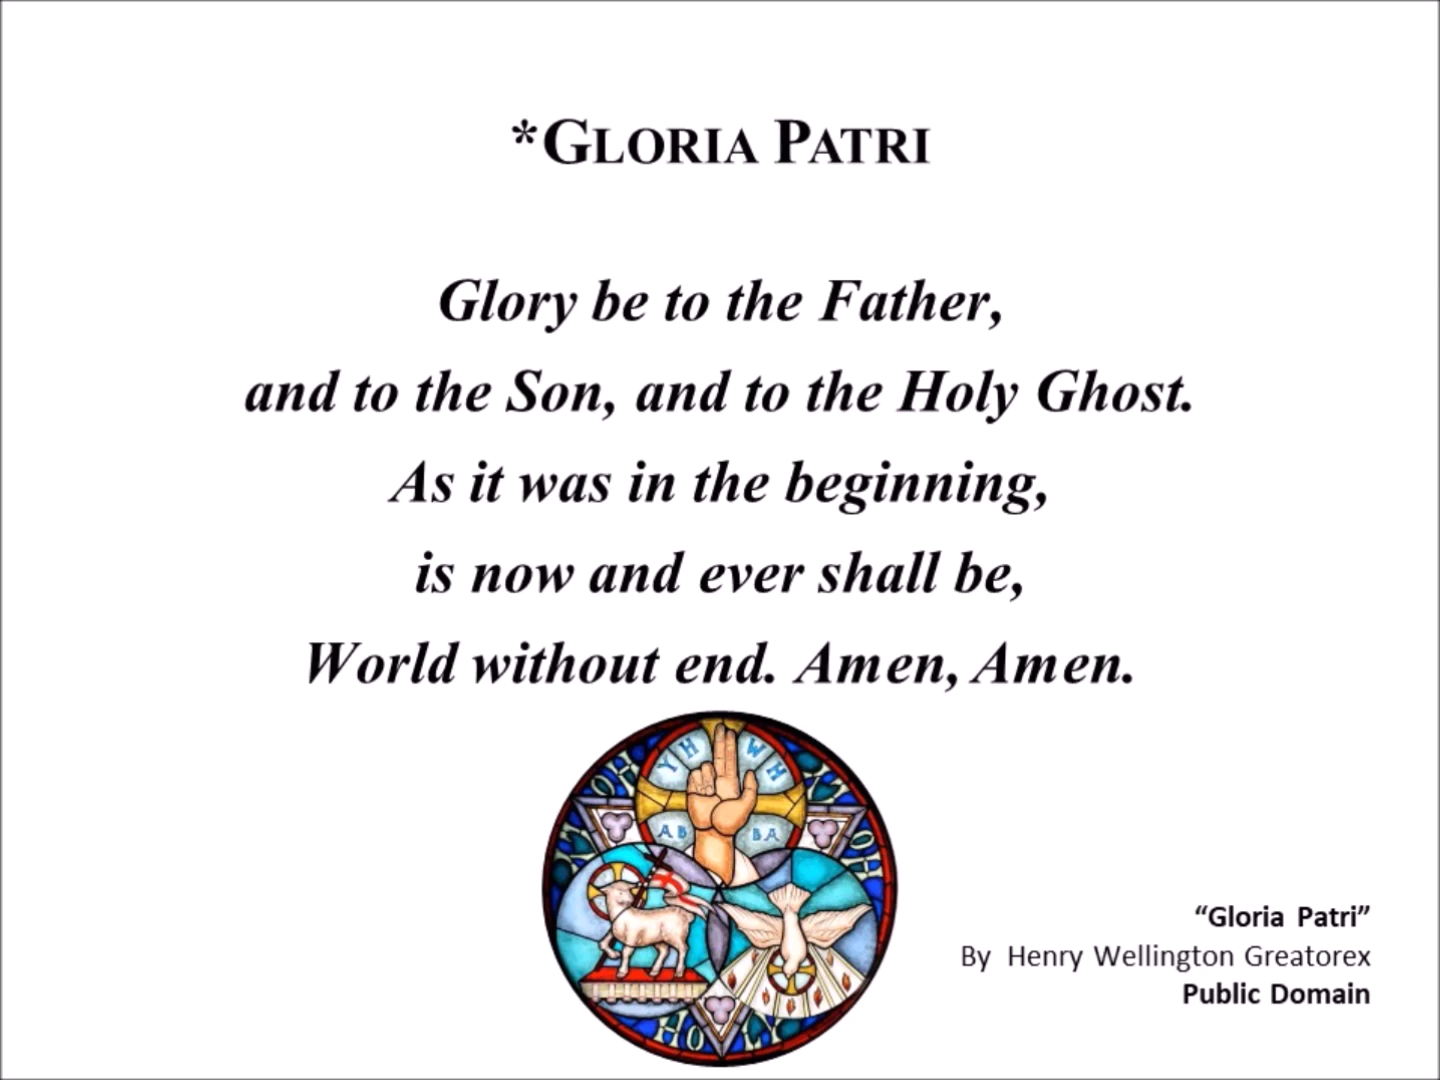 *GLORIA PATRI
Glory be to the Father,
and to the Son, and to the Holy Ghost.
As it was in the beginning,
is now and ever shall be,
World without end. Amen, Amen.
YH WH
AB BA
HO
“Gloria Patri”
By Henry Wellington Greatorex
Public Domain